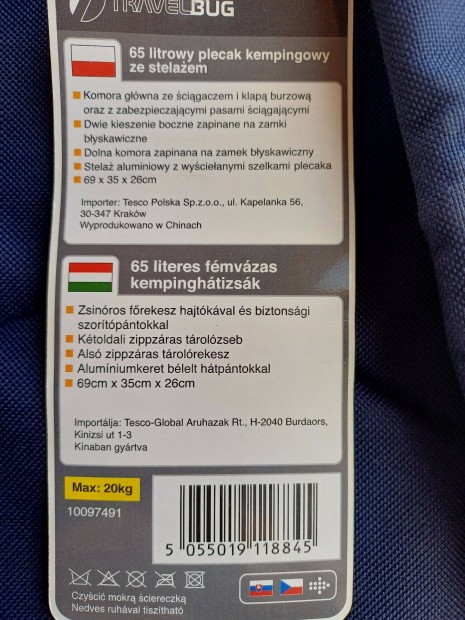 TRAVELBUG
65 litrowy plecak kempingowy
ze stelażem
Komora główna ze ściągaczem i klapą burzową
oraz z zabezpieczającymi pasami ściągającymi
Dwie kieszenie boczne zapinane na zamki
błyskawiczne
Dolna komora zapinana na zamek błyskawiczny
Stelaż aluminiowy z wyściełanymi szelkami plecaka
69 x 35 x 26cm
Importer: Tesco Polska Sp.z.o.o., ul. Kapelanka 56,
30-347 Kraków
Wyprodukowano w Chinach
65 literes fémvázas
kempinghátizsák
Zsinóros főrekesz hajtókával és biztonsági
szorítópántokkal
Kétoldali zippzáras tárolózseb
Alsó zippzáras tárolórekesz
Alumíniumkeret bélelt hátpántokkal
69cm x 35cm x 26cm
Importálja: Tesco-Global Aruhazak Rt., H-2040 Burdaors,
Kinizsi ut 1-3
Kinaban gyártva
Max: 20kg
10097491
5 055019 118845
Czyścić mokrą ściereczką
Nedves ruhával tisztítható